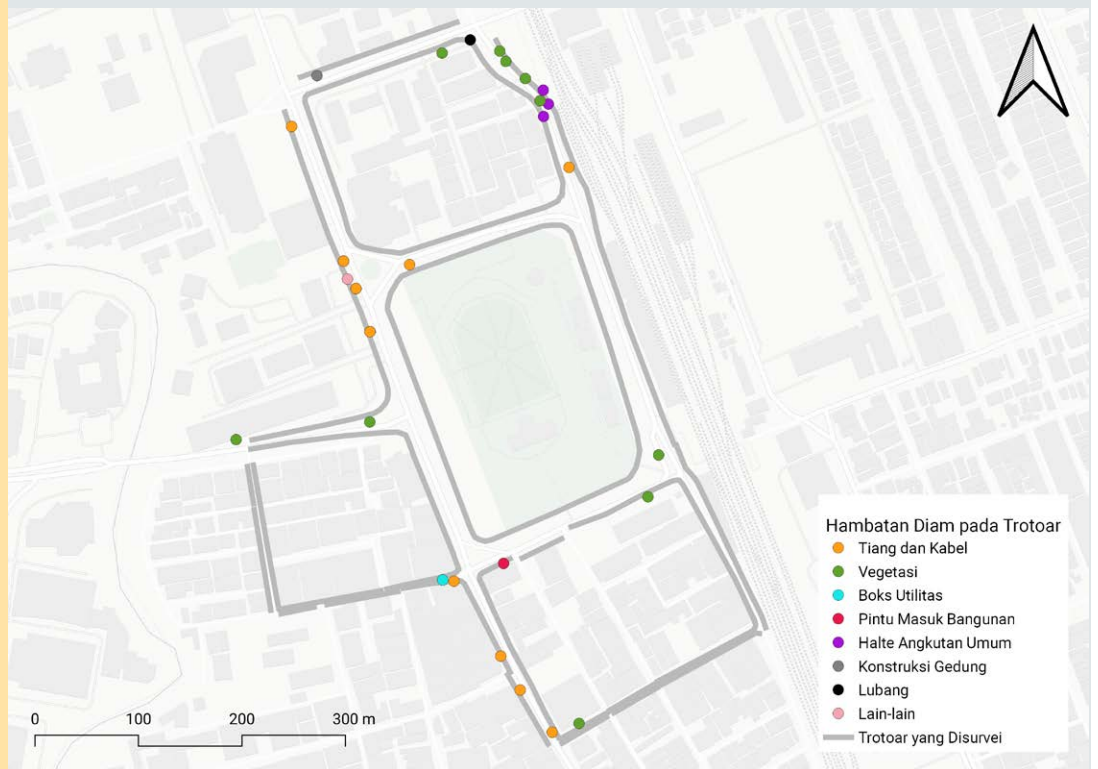 Hambatan Diam pada Trotoar
Tiang dan Kabel
Vegetasi
Boks Utilitas
Pintu Masuk Bangunan
Halte Angkutan Umum
Konstruksi Gedung
Lubang
Lain-lain
Trotoar yang Disurvei
0 100 200 300 m